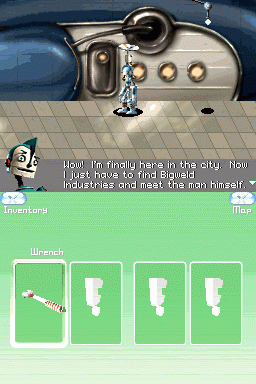 Wow!  I'm finally here in the city.  Now
I just have to find Bigweld
Industries and meet the man himself.
Inventory
Map
Wrench